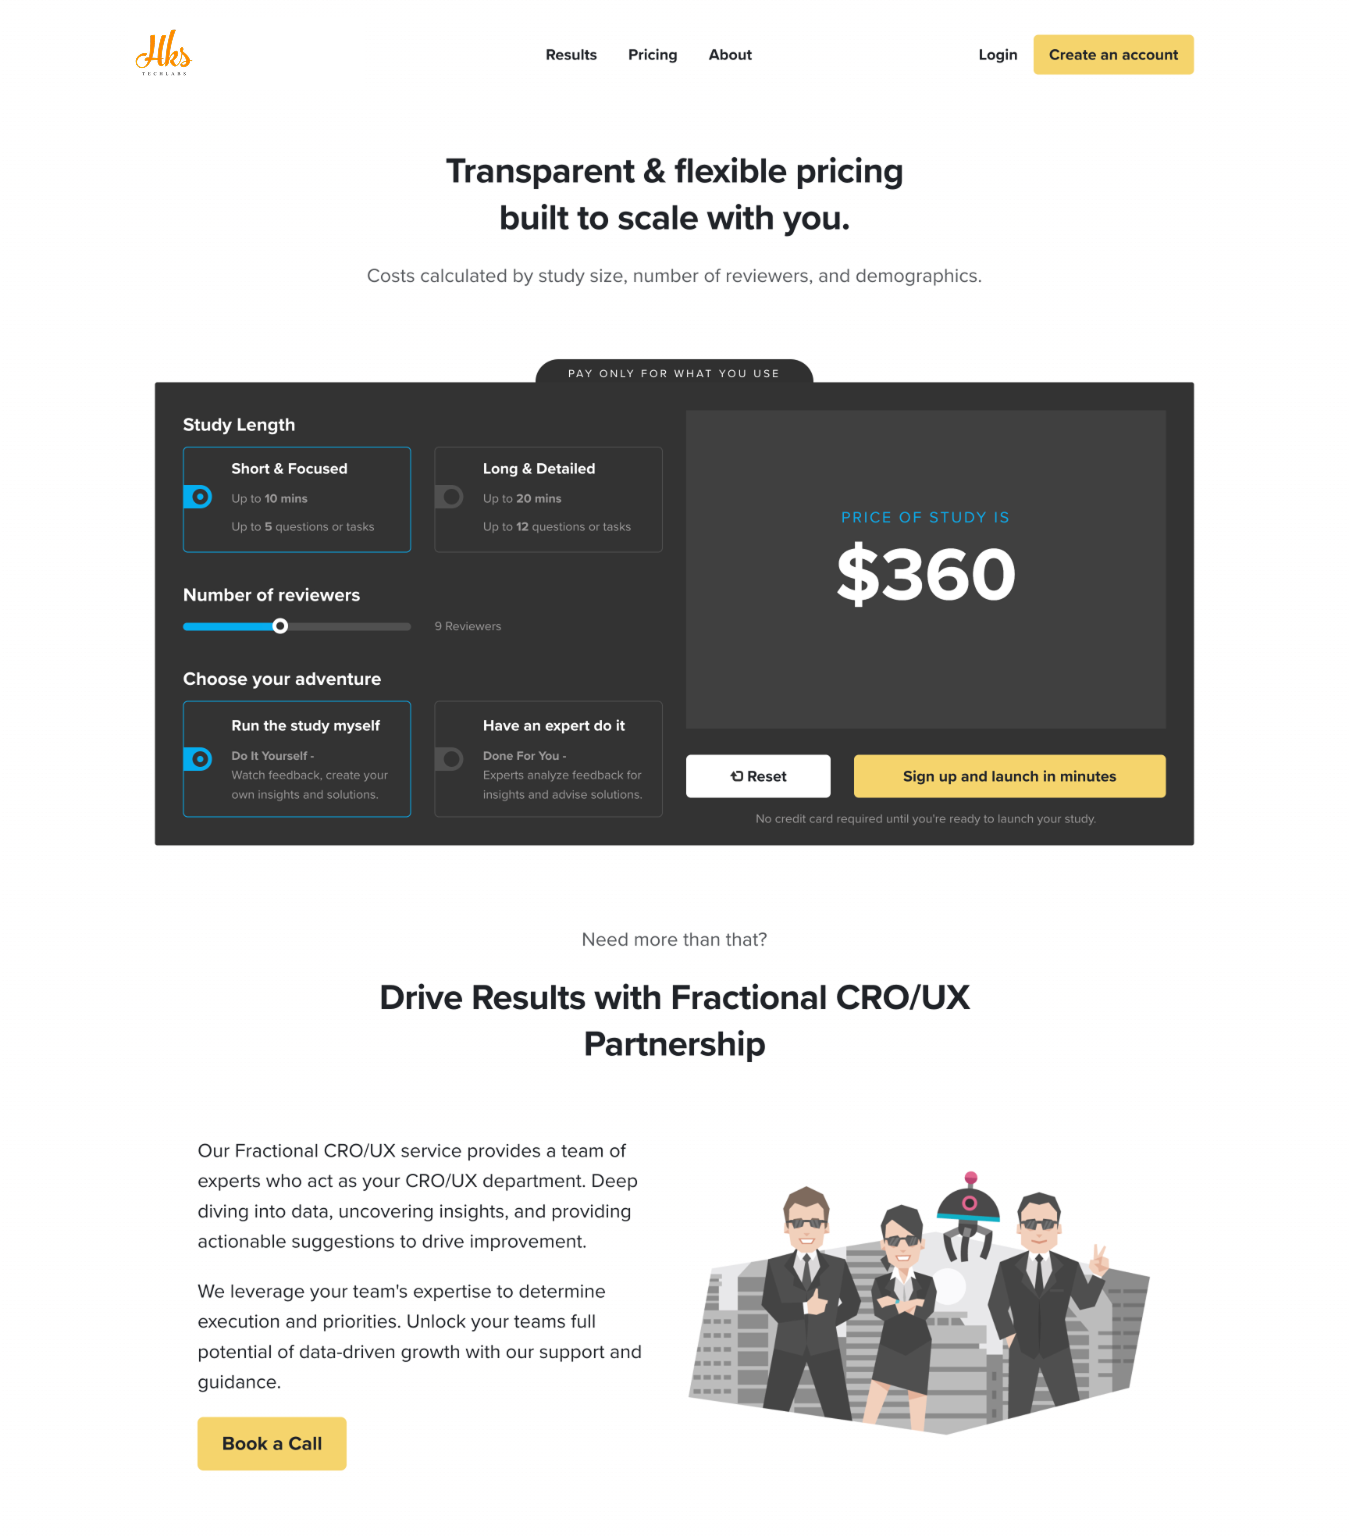 Hks
TECHLABS
Results
Pricing
About
Login
Create an account
Transparent & flexible pricing
built to scale with you.
Costs calculated by study size, number of reviewers, and demographics.
PAY ONLY FOR WHAT YOU USE
Study Length
Short & Focused
Up to 10 mins
Up to 5 questions or tasks
Long & Detailed
Up to 20 mins
Up to 12 questions or tasks
Number of reviewers
9 Reviewers
Choose your adventure
Run the study myself
Do It Yourself -
Watch feedback, create your
own insights and solutions.
Have an expert do it
Done For You -
Experts analyze feedback for
insights and advise solutions.
PRICE OF STUDY IS
$360
Reset
Sign up and launch in minutes
No credit card required until you're ready to launch your study.
Need more than that?
Drive Results with Fractional CRO/UX
Partnership
Our Fractional CRO/UX service provides a team of
experts who act as your CRO/UX department. Deep
diving into data, uncovering insights, and providing
actionable suggestions to drive improvement.
We leverage your team's expertise to determine
execution and priorities. Unlock your teams full
potential of data-driven growth with our support and
guidance.
Book a Call